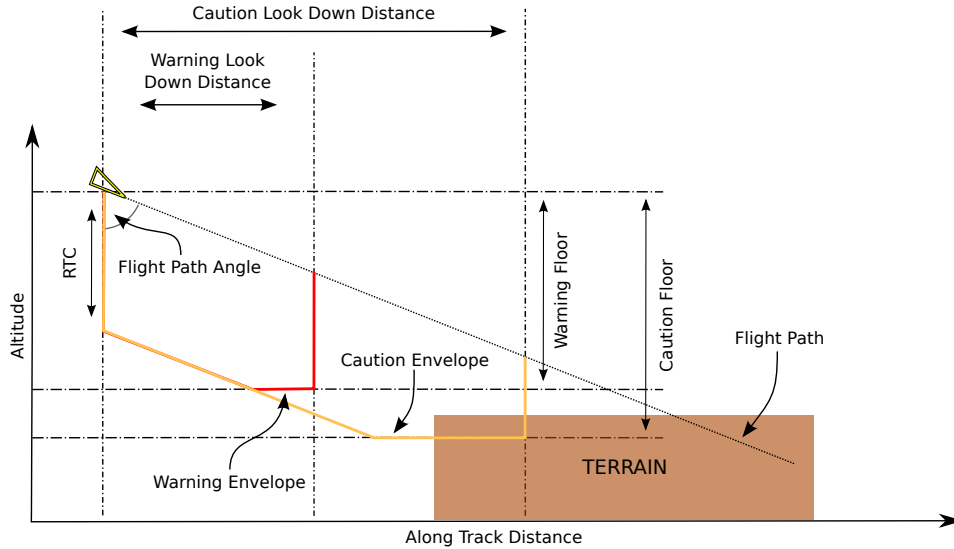 Caution Look Down Distance
Warning Look
Down Distance
RTC
Flight Path Angle
Warning Floor
Caution Floor
Altitude
Caution Envelope
Flight Path
Warning Envelope
TERRAIN
Along Track Distance